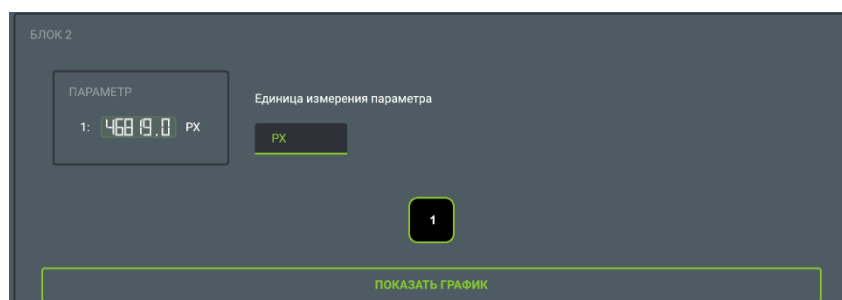 БЛОК 2
ПАРАМЕТР
1: 46819.0 PX
Единица измерения параметра
PX
1
ПОКАЗАТЬ ГРАФИК